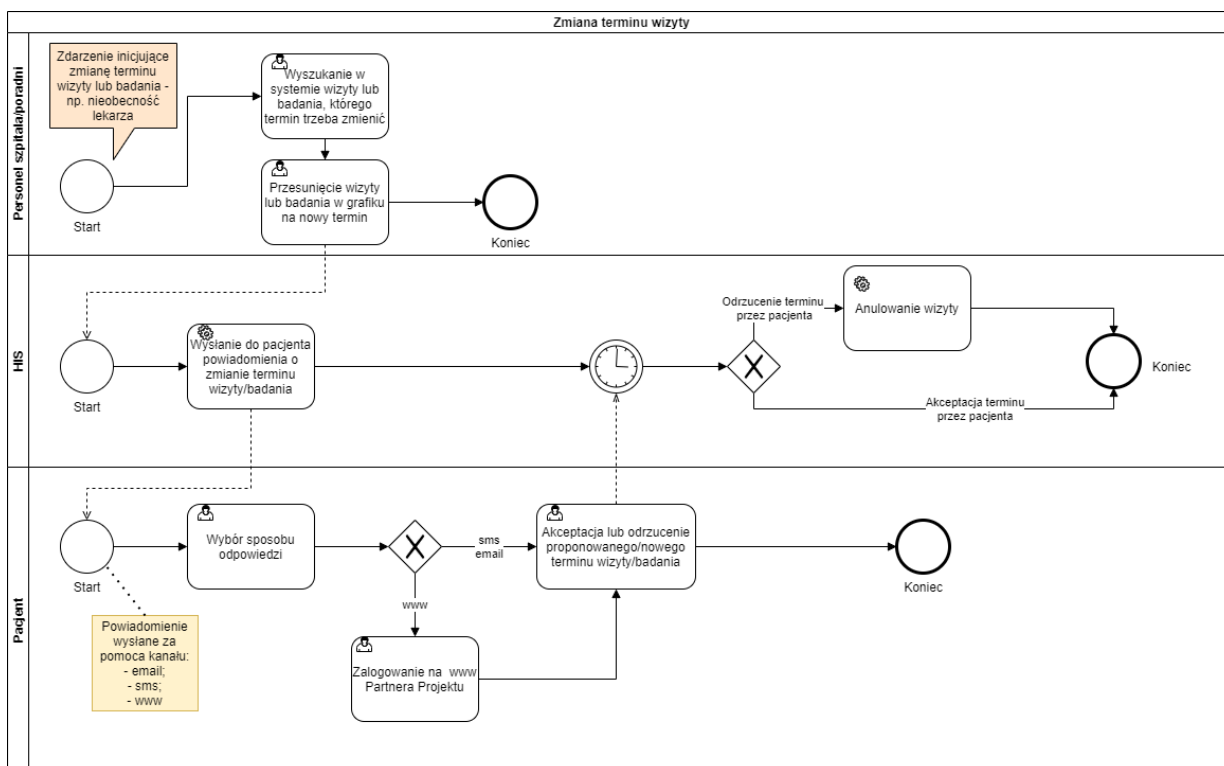 Zmiana terminu wizyty
Personel szpitala/poradni
Zdarzenie inicjujące
zmianę terminu
wizyty lub badania -
np. nieobecność
lekarza
Start
Wyszukanie w
systemie wizyty lub
badania, którego
termin trzeba zmienić
Przesunięcie wizyty
lub badania w grafiku
na nowy termin
Koniec
HIS
Start
Wysłanie do pacjenta
powiadomienia o
zmianie terminu
wizyty/badania
Odrzucenie terminu
przez pacjenta
Anulowanie wizyty
Akceptacja terminu
przez pacjenta
Koniec
Pacjent
Start
Powiadomienie
wysłane za
pomoca kanału:
- email;
- sms;
- www
Wybór sposobu
odpowiedzi
sms
email
www
Zalogowanie na www
Partnera Projektu
Akceptacja lub odrzucenie
proponowanego/nowego
terminu wizyty/badania
Koniec